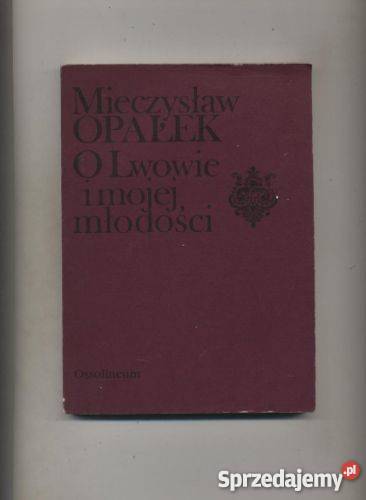 Mieczysław
OPAŁEK
O Lwowie
i mojej
młodości
Ossolineum
Sprzedajemy.pl